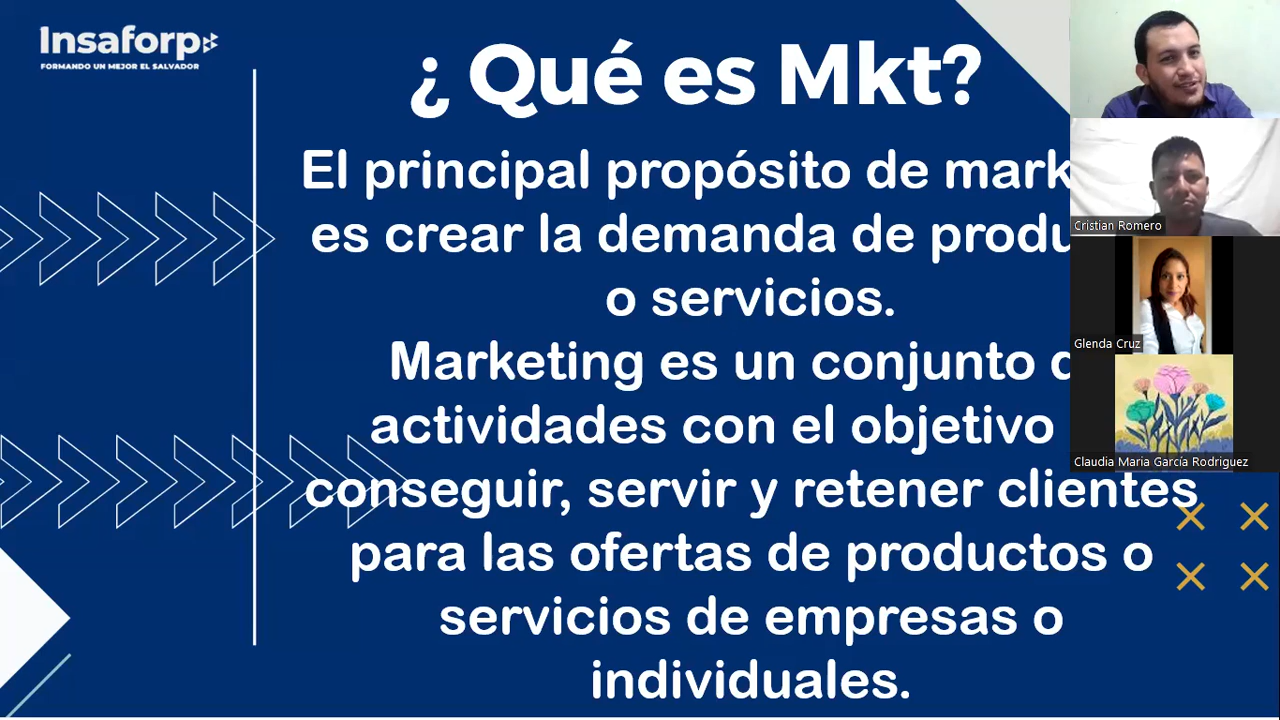 Insaforp
FORMANDO UN MEJOR EL SALVADOR
¿ Qué es Mkt?
El principal propósito de mark
es crear la demanda de produ
o servicios.
Marketing es un conjunto d
actividades con el objetivo
conseguir, servir y retener clientes
para las ofertas de productos o
servicios de empresas o
individuales.
Cristian Romero
Glenda Cruz
Claudia Maria García Rodriguez